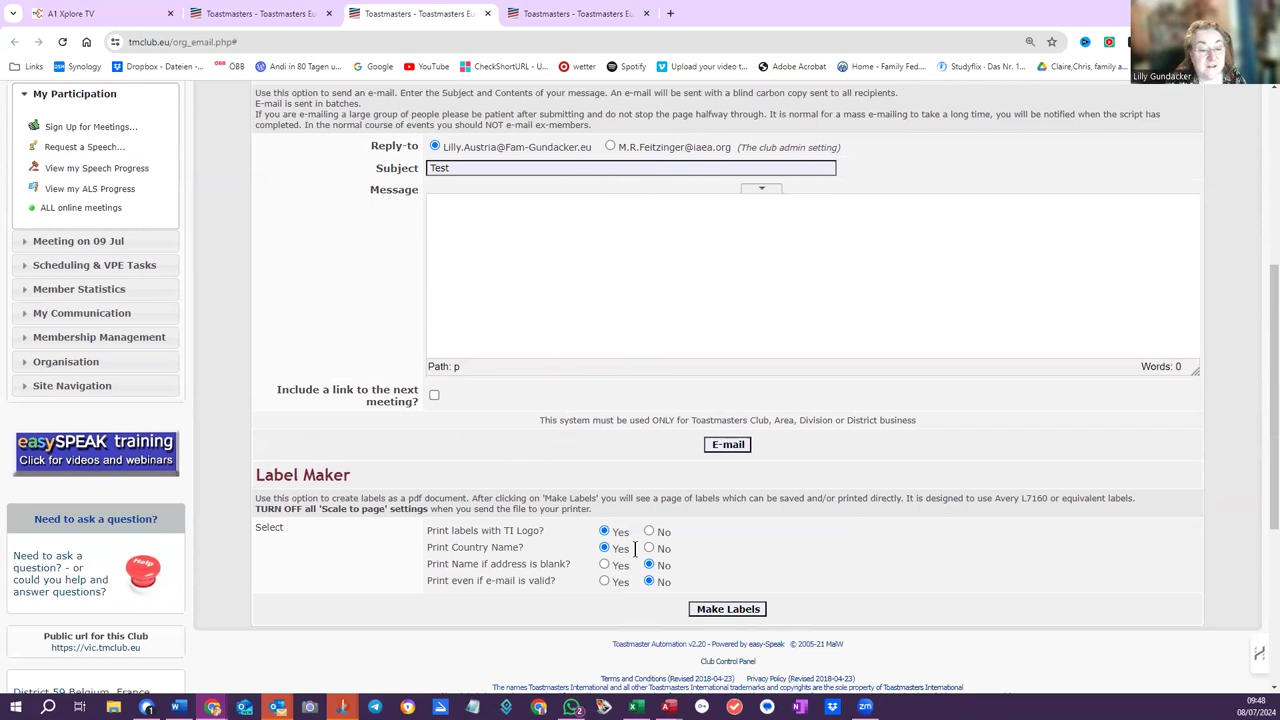 A1 Xplore TV
Toastmasters - Toastmasters Eu
Toastmasters - Toastmasters Eu
Toastmasters - Toastmasters Eu
tmclub.eu/org_email.php#
Links
Synology
Dropbox - Dateien -...
ÖBB
Andi in 80 Tagen u...
Google
YouTube
CheckShort URL - U...
wetter
Spotify
Upload your video t...
Adobe Acrobat
Home - Family Fed...
Studyflix - Das Nr. 1...
Claire,Chris, family a...
Lilly Gundacker
My Participation
Sign Up for Meetings...
Request a Speech...
View my Speech Progress
View my ALS Progress
ALL online meetings
Meeting on 09 Jul
Scheduling & VPE Tasks
Member Statistics
My Communication
Membership Management
Organisation
Site Navigation
easySPEAK training
Click for videos and webinars
Need to ask a question?
Need to ask a
question? - or
could you help and
answer questions?
Help
Public url for this Club
https://vic.tmclub.eu
District 59 Belgium, France,
Use this option to send an e-mail. Enter the Subject and Contents of your message. An e-mail will be sent with a blind carbon copy sent to all recipients.
E-mail is sent in batches.
If you are e-mailing a large group of people please be patient after submitting and do not stop the page halfway through. It is normal for a mass e-mailing to take a long time, you will be notified when the script has
completed. In the normal course of events you should NOT e-mail ex-members.
Reply-to
Lilly.Austria@Fam-Gundacker.eu
M.R.Feitzinger@iaea.org (The club admin setting)
Subject
Test
Message
Path: p
Words: 0
Include a link to the next
meeting?
This system must be used ONLY for Toastmasters Club, Area, Division or District business
E-mail
Label Maker
Use this option to create labels as a pdf document. After clicking on 'Make Labels' you will see a page of labels which can be saved and/or printed directly. It is designed to use Avery L7160 or equivalent labels.
TURN OFF all 'Scale to page' settings when you send the file to your printer.
Select
Print labels with TI Logo? Yes No
Print Country Name? Yes No
Print Name if address is blank? Yes No
Print even if e-mail is valid? Yes No
Make Labels
Toastmaster Automation v2.20 - Powered by easy-Speak © 2005-21 MalW
Club Control Panel
Terms and Conditions (Revised 2018-04-23) Privacy Policy (Revised 2018-04-23)
The names Toastmasters International and all other Toastmasters International trademarks and copyrights are the sole property of Toastmasters International
09:48
08/07/2024